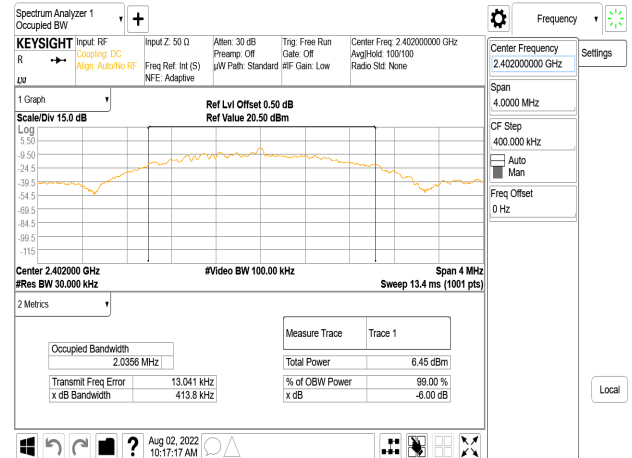 Spectrum Analyzer 1
Occupied BW
Frequency
KEYSIGHT
R
LXI
Input: RF
Coupling: DC
Align: Auto/No RF
Input Z: 50 Ω
Freq Ref: Int (S)
NFE: Adaptive
Atten: 30 dB
Preamp: Off
µW Path: Standard
Trig: Free Run
Gate: Off
#IF Gain: Low
Center Freq: 2.402000000 GHz
Avg|Hold: 100/100
Radio Std: None
Center Frequency
2.402000000 GHz
Settings
Span
4.0000 MHz
CF Step
400.000 kHz
Auto
Man
Freq Offset
0 Hz
Local
1 Graph
Scale/Div 15.0 dB
Ref Lvl Offset 0.50 dB
Ref Value 20.50 dBm
Log
5.50
-9.50
-24.5
-39.5
-54.5
-69.5
-84.5
-99.5
-115
Center 2.402000 GHz
#Video BW 100.00 kHz
Span 4 MHz
#Res BW 30.000 kHz
Sweep 13.4 ms (1001 pts)
2 Metrics
Measure Trace
Trace 1
Occupied Bandwidth
2.0356 MHz
Total Power
6.45 dBm
Transmit Freq Error
13.041 kHz
% of OBW Power
99.00 %
x dB Bandwidth
413.8 kHz
x dB
-6.00 dB
?
Aug 02, 2022
10:17:17 AM